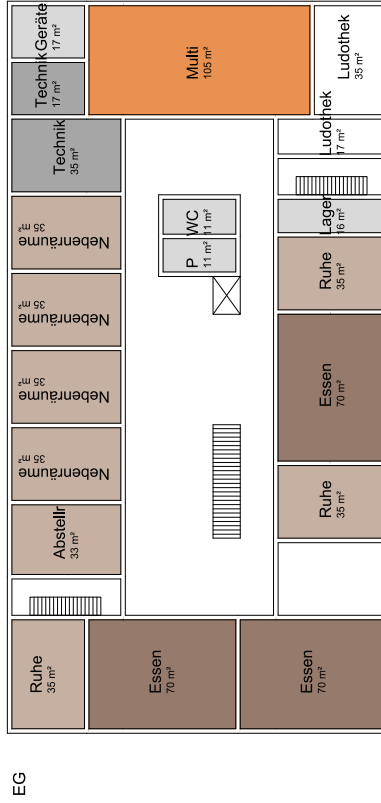 Geräte
17 m²
Technik
17 m²
Multi
105 m²
Ludothek
35 m²
Technik
35 m²
Ludothek
17 m²
WC
11 m²
P
11 m²
Lager
16 m²
Nebenräume
35 m²
Ruhe
35 m²
Nebenräume
35 m²
Essen
70 m²
Nebenräume
35 m²
Nebenräume
35 m²
Ruhe
35 m²
Abstellr
33 m²
Ruhe
35 m²
Essen
70 m²
Essen
70 m²
EG